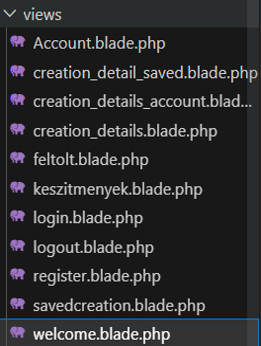 views
Account.blade.php
creation_detail_saved.blade.php
creation_details_account.blad...
creation_details.blade.php
feltolt.blade.php
keszitmenyek.blade.php
login.blade.php
logout.blade.php
register.blade.php
savedcreation.blade.php
welcome.blade.php